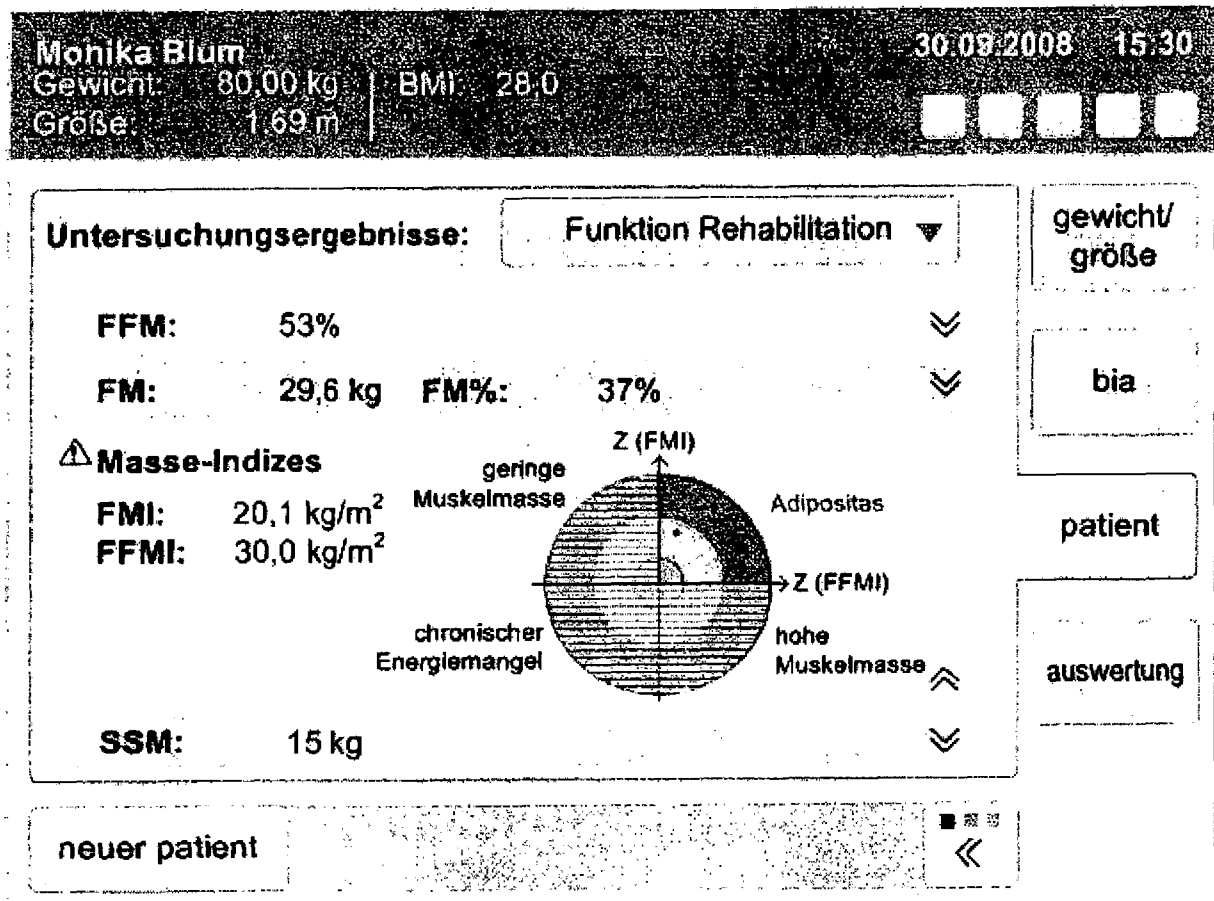 Monika Blum
30.09.2008 15:30
Gewicht: 80,00 kg BMI: 28,0
Größe: 1,69 m
Untersuchungsergebnisse: Funktion Rehabilitation
gewicht/
größe
FFM: 53%
FM: 29,6 kg FM%: 37%
bia
Masse-Indizes
FMI: 20,1 kg/m²
FFMI: 30,0 kg/m²
Z (FMI)
geringe
Muskelmasse
Adipositas
Z (FFMI)
chronischer
Energiemangel
hohe
Muskelmasse
patient
auswertung
SSM: 15 kg
neuer patient